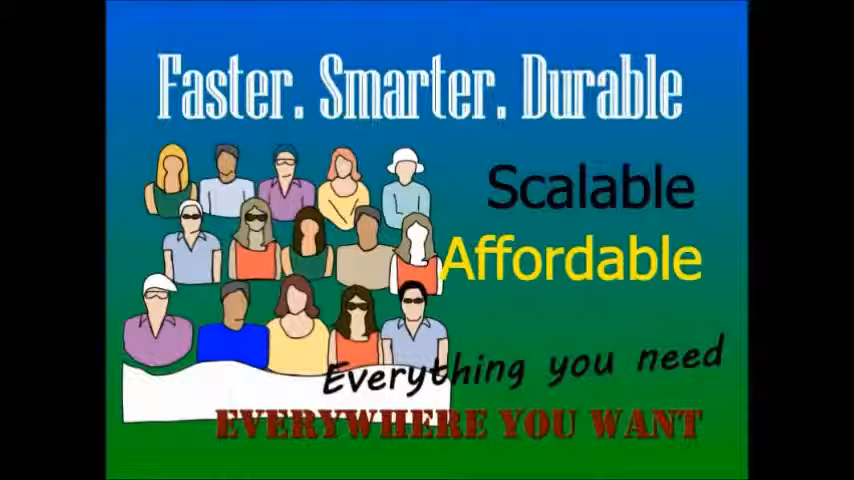 Faster. Smarter. Durable
Scalable
Affordable
Everything you need
EVERYWHERE YOU WANT